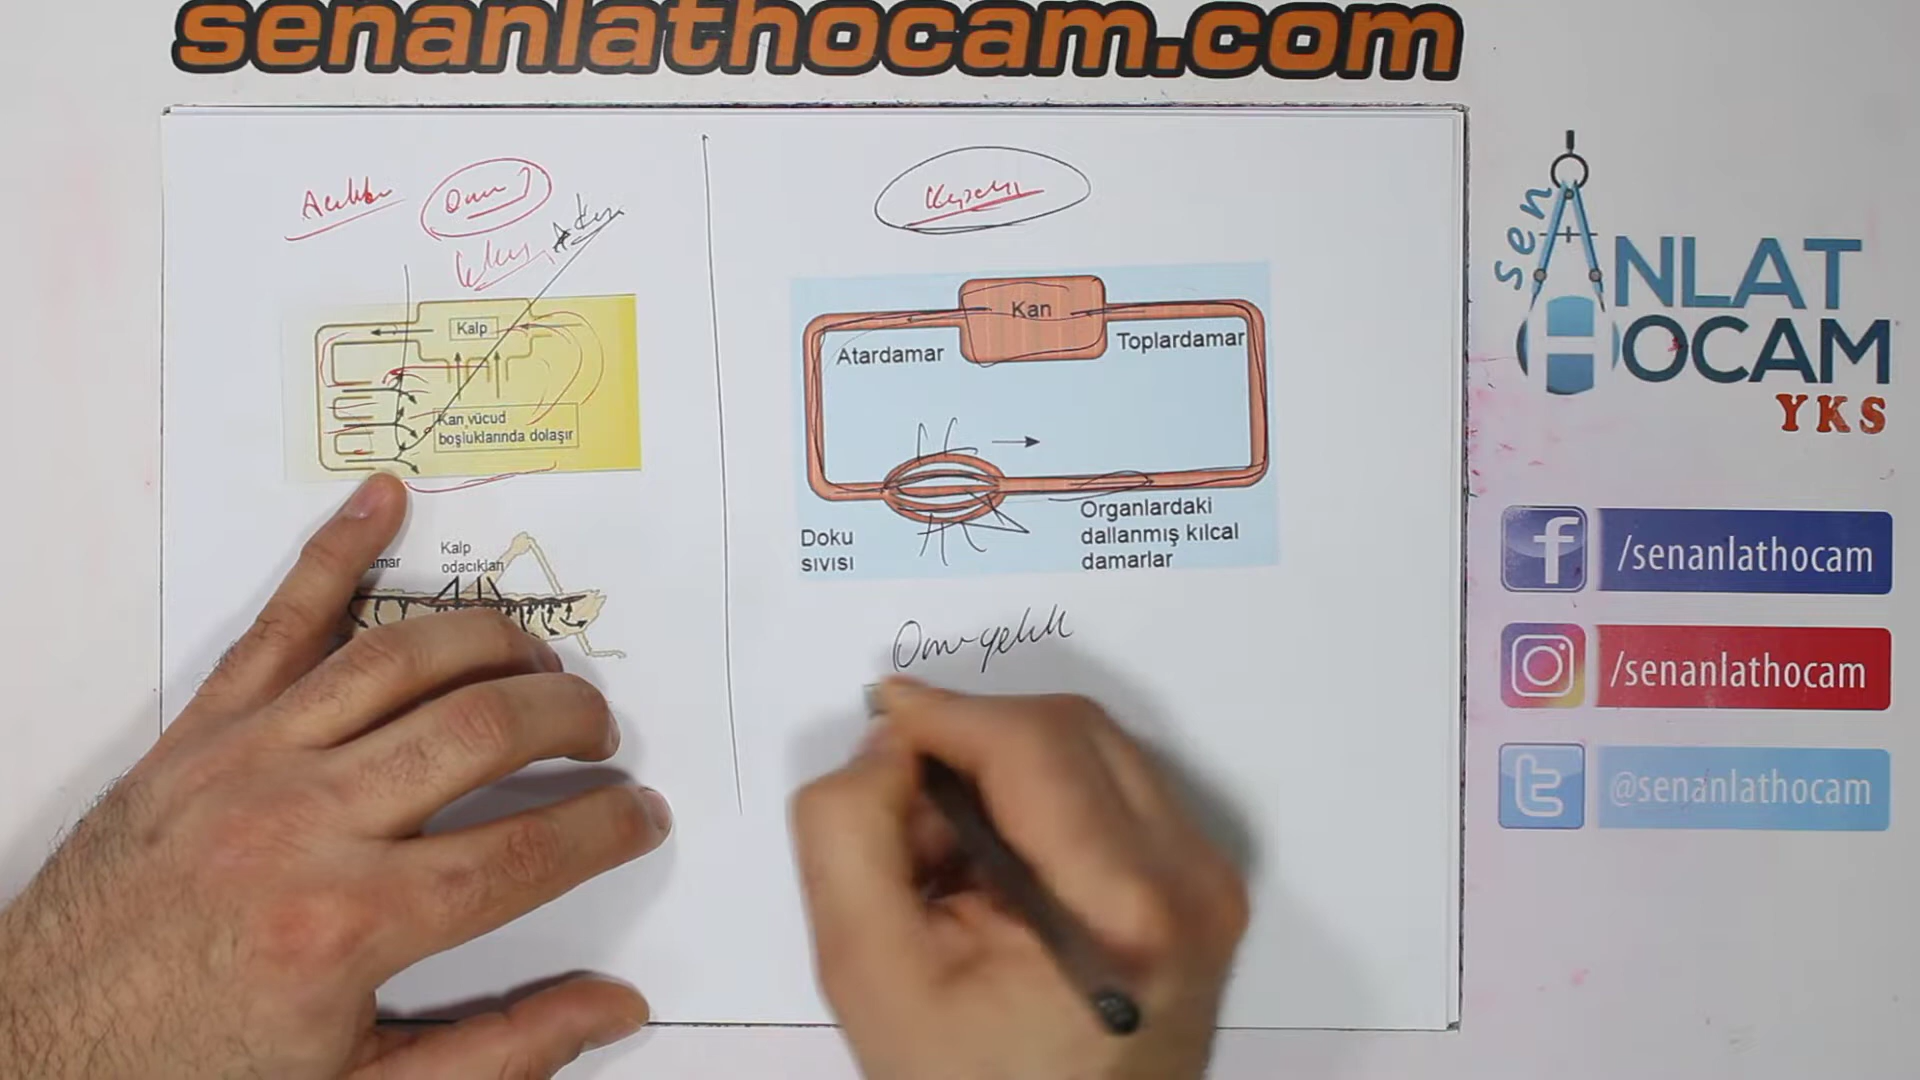 senanlathocam.com
Kapalı
Kalp
Kan vücud
boşluklarında dolaşır
Kalp
odacıkları
amar
Kan
Atardamar
Toplardamar
Doku
sıvısı
Organlardaki
dallanmış kılcal
damarlar
Omurgalılık
sen
ANLAT
HOCAM
YKS
/senanlathocam
/senanlathocam
@senanlathocam